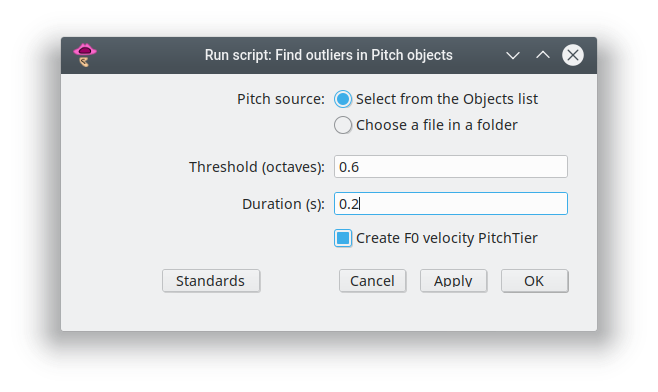 Run script: Find outliers in Pitch objects
Pitch source: Select from the Objects list
Choose a file in a folder
Threshold (octaves): 0.6
Duration (s): 0.2
Create F0 velocity PitchTier
Standards Cancel Apply OK